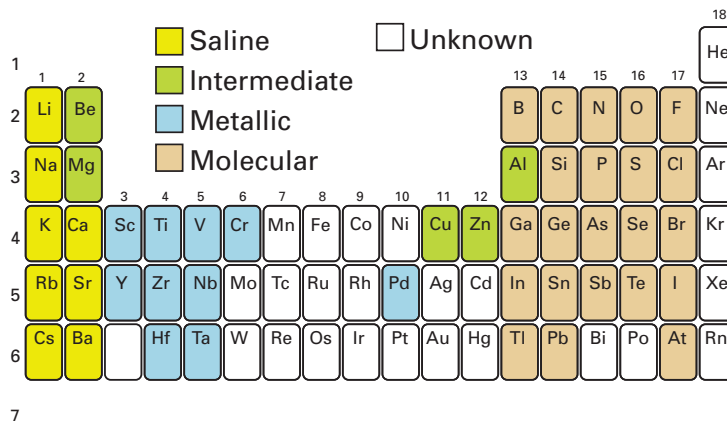 18
Saline Unknown
1 He
1 2 Intermediate 13 14 15 16 17
2 Li Be B C N O F Ne
Metallic
3 Na Mg Molecular Al Si P S Cl Ar
3 4 5 6 7 8 9 10 11 12
4 K Ca Sc Ti V Cr Mn Fe Co Ni Cu Zn Ga Ge As Se Br Kr
5 Rb Sr Y Zr Nb Mo Tc Ru Rh Pd Ag Cd In Sn Sb Te I Xe
6 Cs Ba Hf Ta W Re Os Ir Pt Au Hg Tl Pb Bi Po At Rn
7